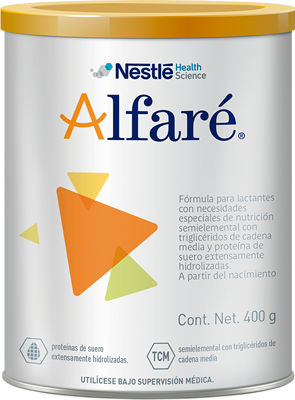 Nestlé Health
Science
Alfaré®
Fórmula para lactantes
con necesidades
especiales de nutrición
semielemental con
triglicéridos de cadena
media y proteína de
suero extensamente
hidrolizadas.
A partir del nacimiento
Cont. Net. 400 g
proteínas de suero
extensamente hidrolizadas.
TCM
semielemental con triglicéridos de
cadena media
UTILÍCESE BAJO SUPERVISIÓN MÉDICA.